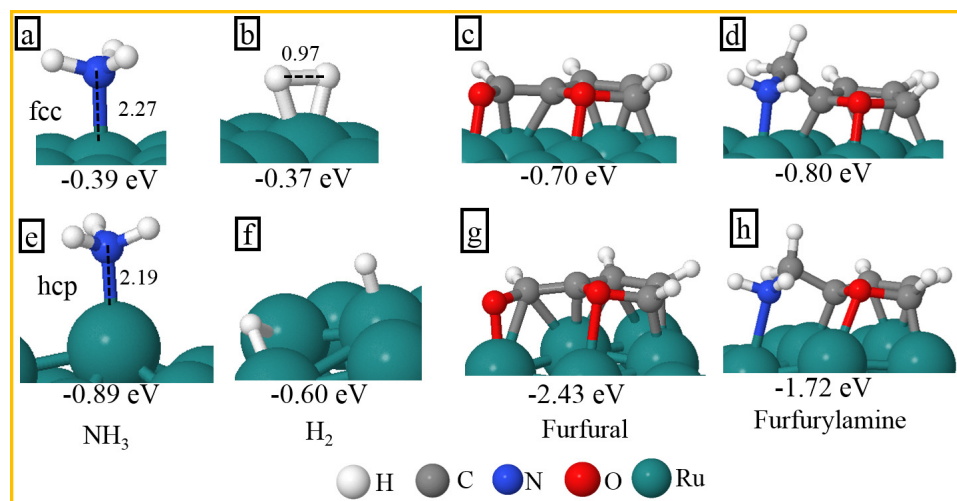 a
b
c
d
0.97
fcc
2.27
-0.39 eV
-0.37 eV
-0.70 eV
-0.80 eV
e
f
g
h
hcp
2.19
-0.89 eV
-0.60 eV
-2.43 eV
-1.72 eV
NH₃
H₂
Furfural
Furfurylamine
H C N O Ru